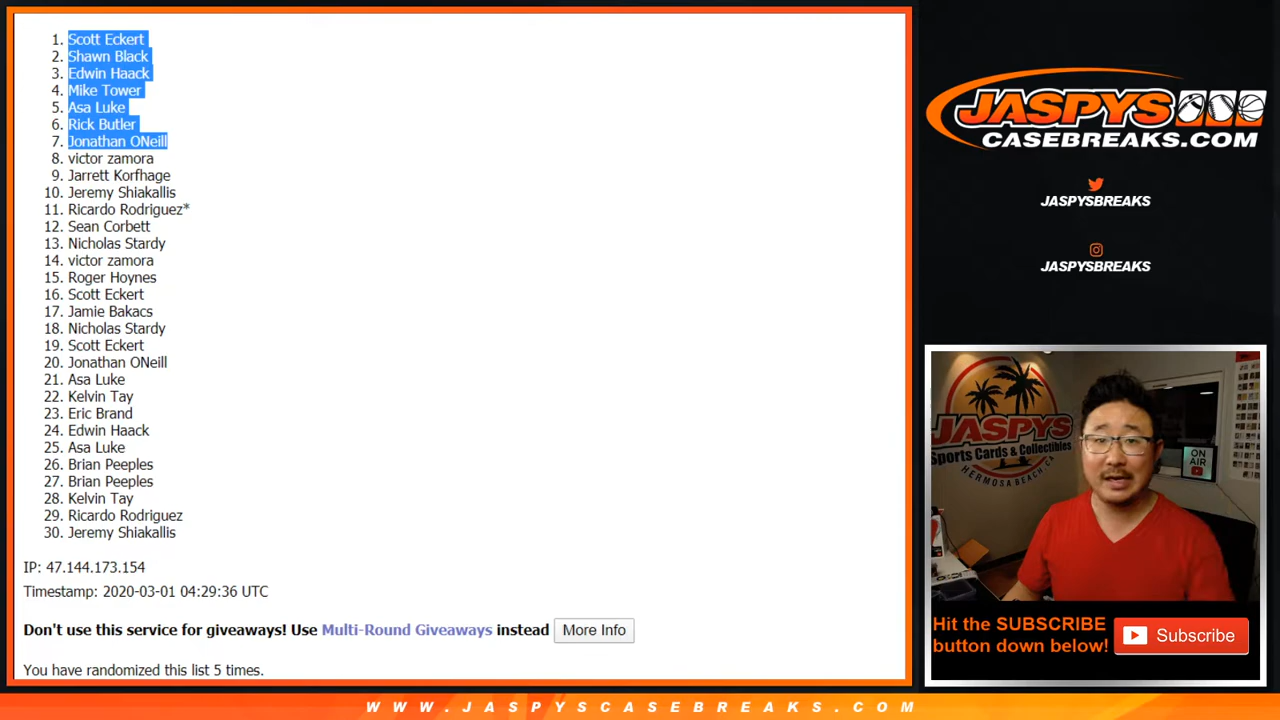 1. Scott Eckert
2. Shawn Black
3. Edwin Haack
4. Mike Tower
5. Asa Luke
6. Rick Butler
7. Jonathan ONeill
8. victor zamora
9. Jarrett Korfhage
10. Jeremy Shiakallis
11. Ricardo Rodriguez*
12. Sean Corbett
13. Nicholas Stardy
14. victor zamora
15. Roger Hoynes
16. Scott Eckert
17. Jamie Bakacs
18. Nicholas Stardy
19. Scott Eckert
20. Jonathan ONeill
21. Asa Luke
22. Kelvin Tay
23. Eric Brand
24. Edwin Haack
25. Asa Luke
26. Brian Peeples
27. Brian Peeples
28. Kelvin Tay
29. Ricardo Rodriguez
30. Jeremy Shiakallis
IP: 47.144.173.154
Timestamp: 2020-03-01 04:29:36 UTC
Don't use this service for giveaways! Use Multi-Round Giveaways instead More Info
You have randomized this list 5 times.
JASPYS
CASEBREAKS.COM
JASPYSBREAKS
JASPYSBREAKS
JASPYS
Sports Cards & Collectibles
HERMOSA BEACH, CA
ON
AIR
Hit the SUBSCRIBE
button down below!
Subscribe
WWW.JASPYSCASEBREAKS.COM